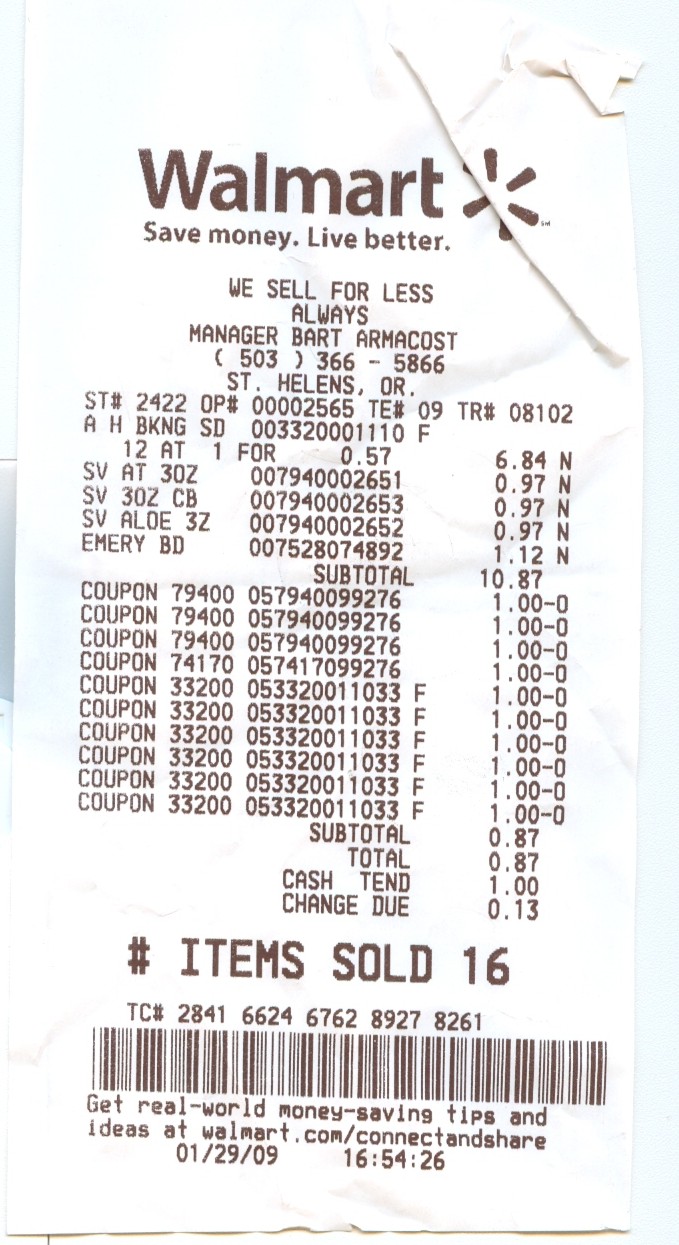 Walmart
Save money. Live better. SM
WE SELL FOR LESS
ALWAYS
MANAGER BART ARMACOST
( 503 ) 366 - 5866
ST. HELENS, OR.
ST# 2422 OP# 00002565 TE# 09 TR# 08102
A H BKNG SD 003320001110 F
12 AT 1 FOR 0.57 6.84 N
SV AT 3OZ 007940002651 0.97 N
SV 3OZ CB 007940002653 0.97 N
SV ALOE 3Z 007940002652 0.97 N
EMERY BD 007528074892 1.12 N
SUBTOTAL 10.87
COUPON 79400 057940099276 1.00-O
COUPON 79400 057940099276 1.00-O
COUPON 79400 057940099276 1.00-O
COUPON 74170 057417099276 1.00-O
COUPON 33200 053320011033 F 1.00-O
COUPON 33200 053320011033 F 1.00-O
COUPON 33200 053320011033 F 1.00-O
COUPON 33200 053320011033 F 1.00-O
COUPON 33200 053320011033 F 1.00-O
COUPON 33200 053320011033 F 1.00-O
SUBTOTAL 0.87
TOTAL 0.87
CASH TEND 1.00
CHANGE DUE 0.13
# ITEMS SOLD 16
TC# 2841 6624 6762 8927 8261
Get real-world money-saving tips and
ideas at walmart.com/connectandshare
01/29/09 16:54:26